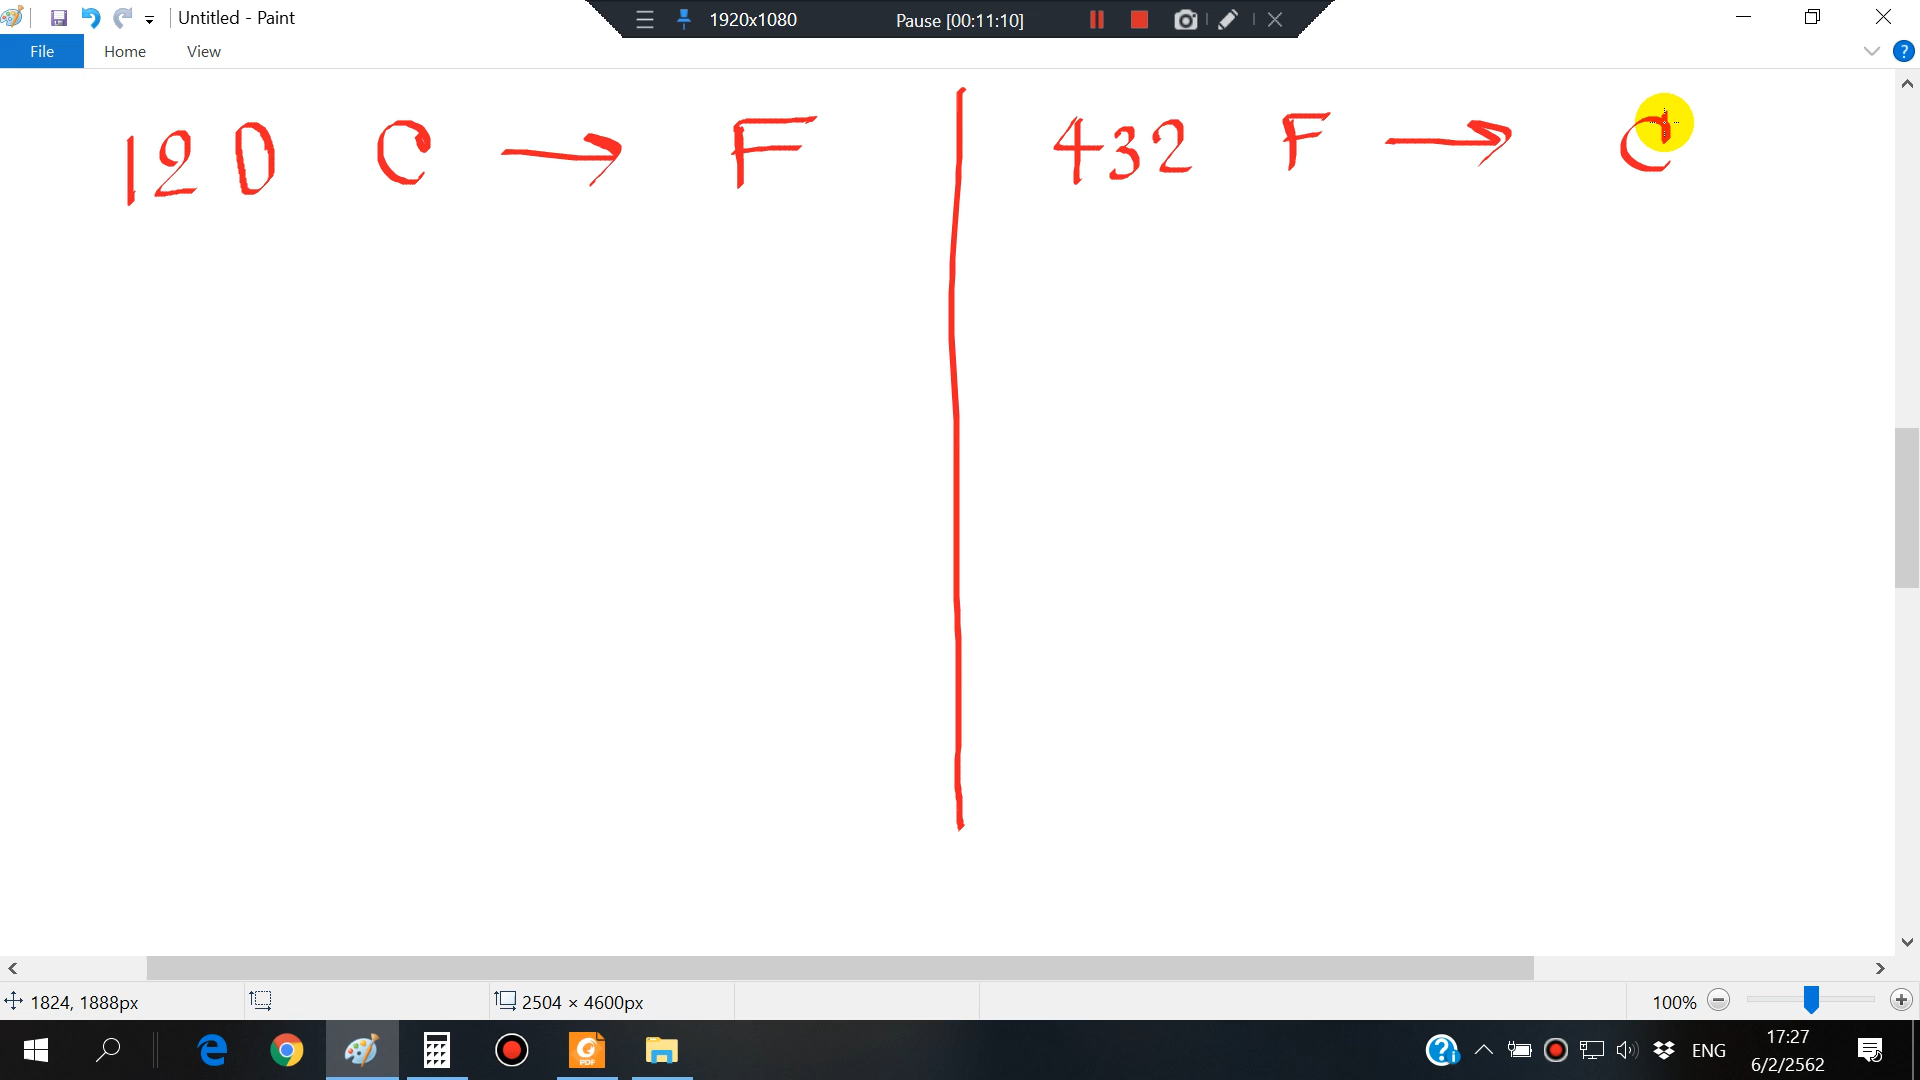 Untitled - Paint
1920x1080
Pause [00:11:10]
File Home View
?
120 C → F
432 F → C
1824, 1888px
2504 × 4600px
100%
PDF
ENG
17:27
6/2/2562